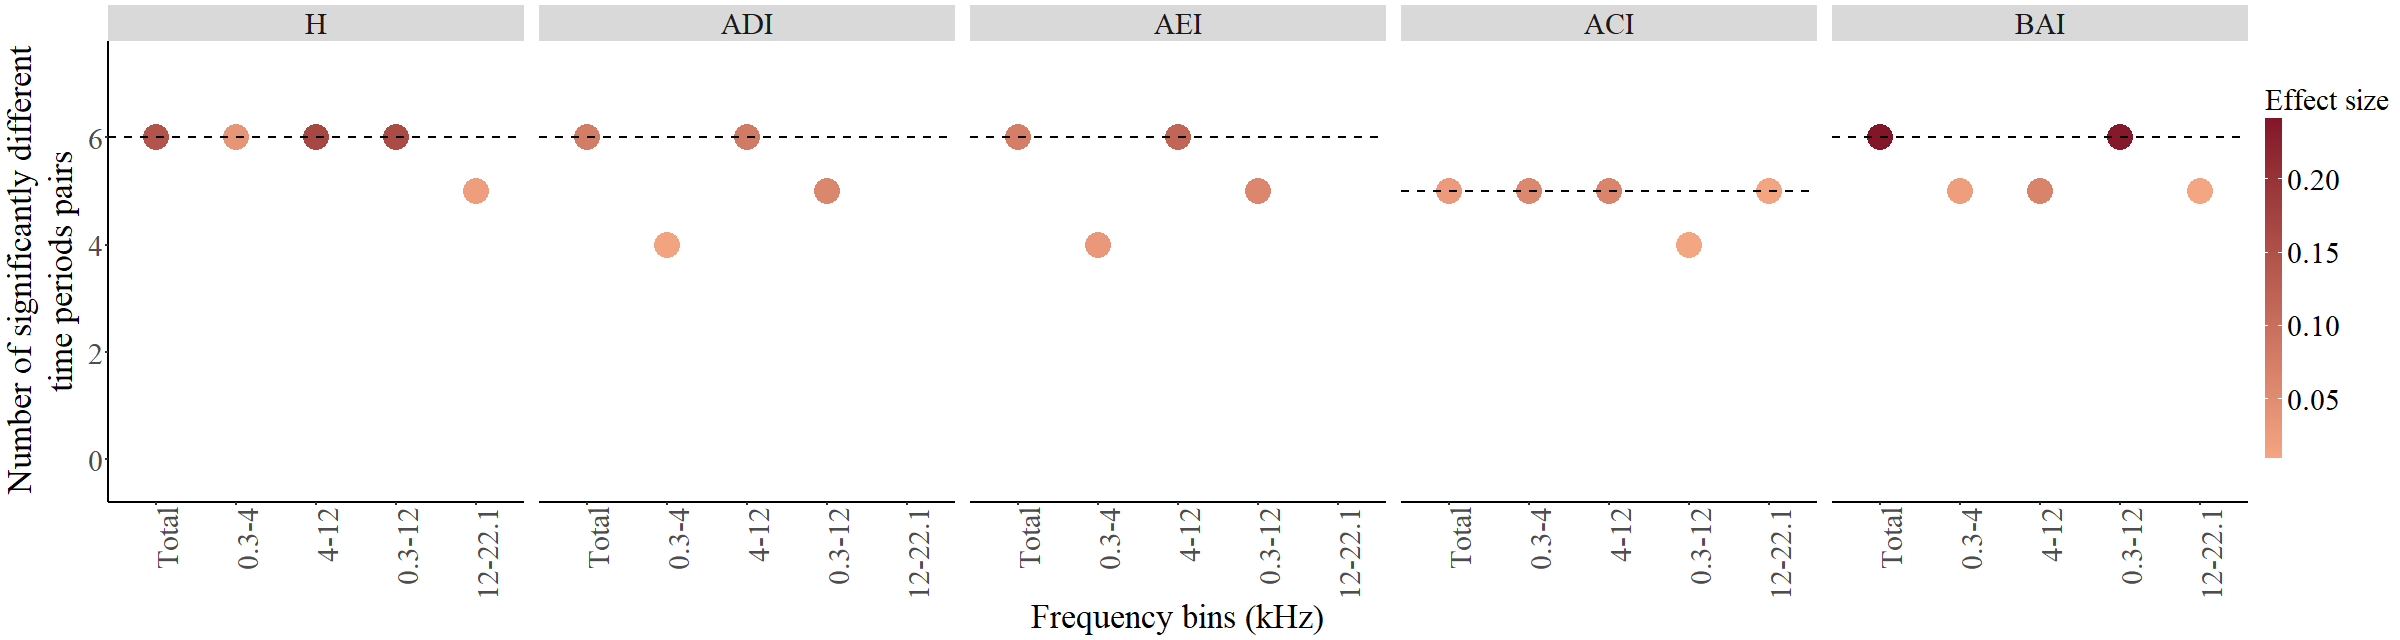 H
ADI
AEI
ACI
BAI
Number of significantly different
time periods pairs
6
4
2
0
Total
0.3-4
4-12
0.3-12
12-22.1
Total
0.3-4
4-12
0.3-12
12-22.1
Total
0.3-4
4-12
0.3-12
12-22.1
Total
0.3-4
4-12
0.3-12
12-22.1
Total
0.3-4
4-12
0.3-12
12-22.1
Frequency bins (kHz)
Effect size
0.20
0.15
0.10
0.05